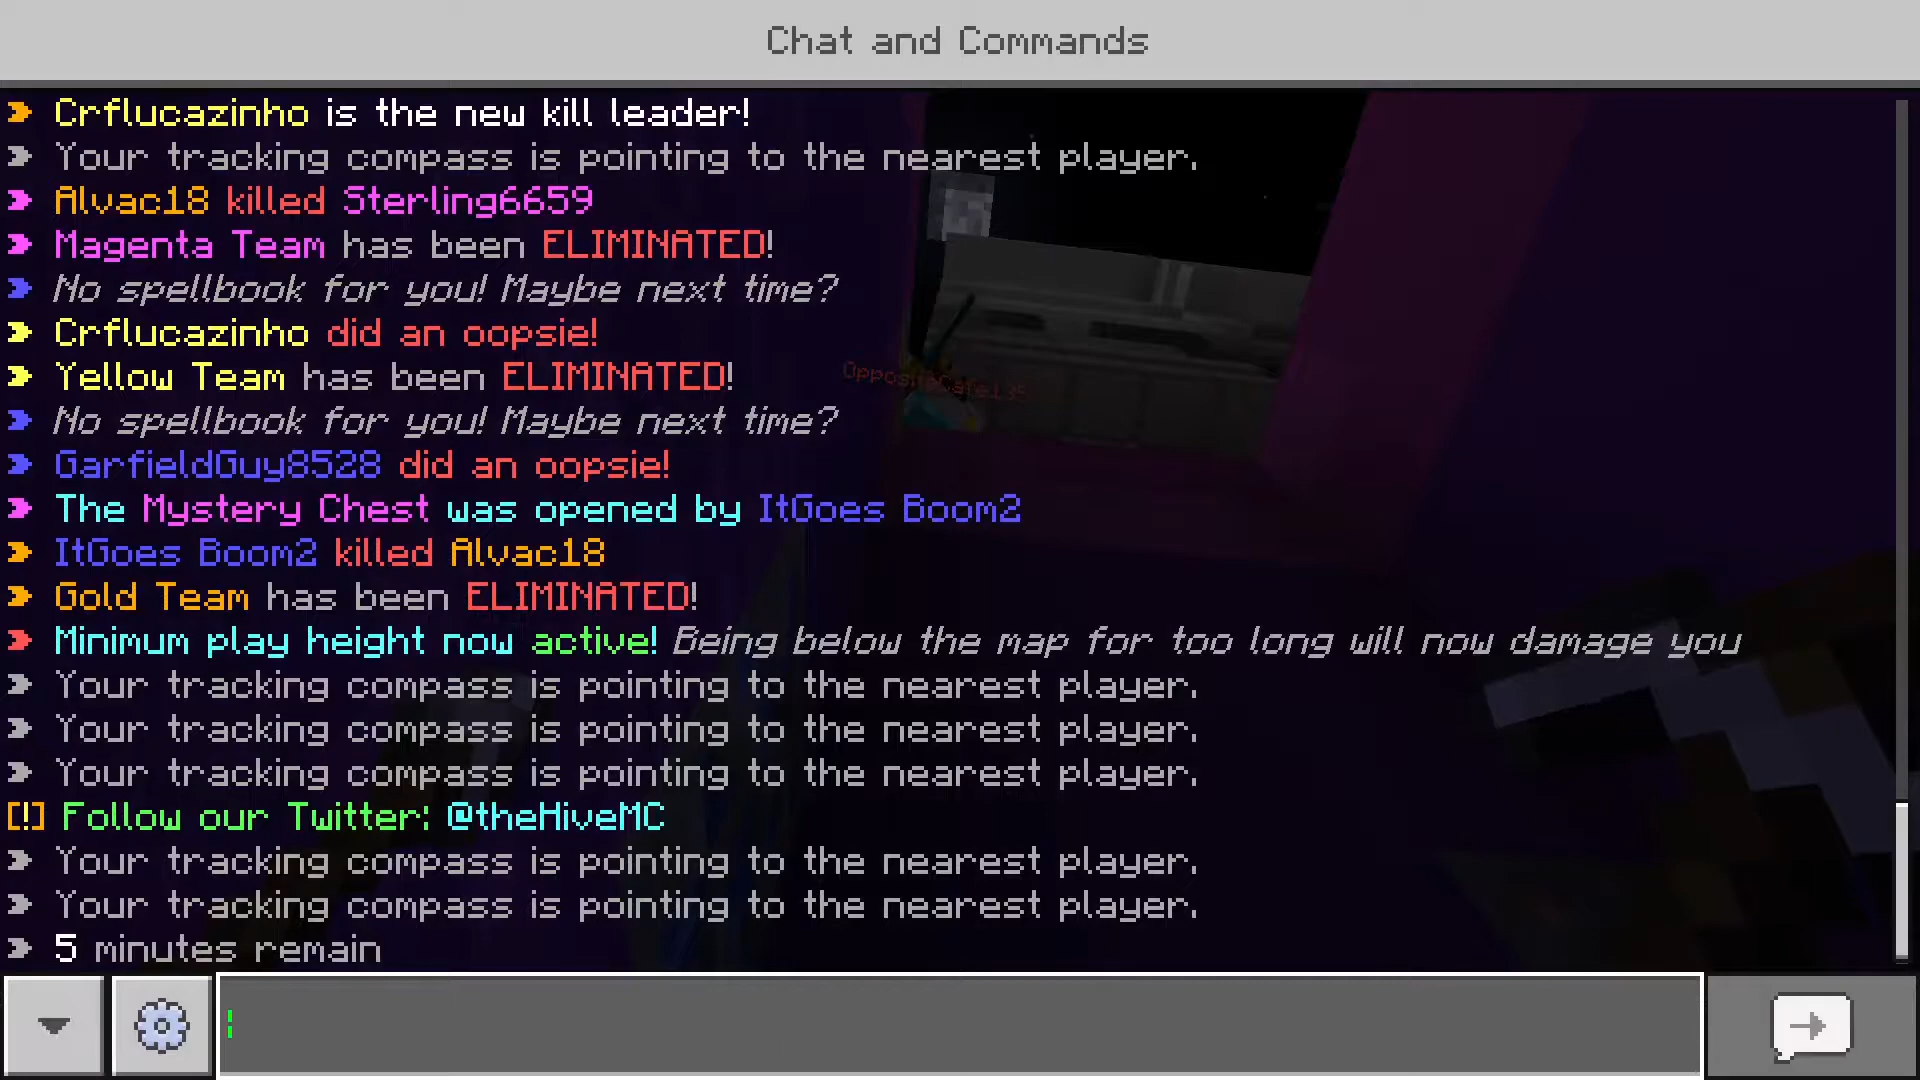 Chat and Commands
Crflucazinho is the new kill leader!
Your tracking compass is pointing to the nearest player.
Alvac18 killed Sterling6659
Magenta Team has been ELIMINATED!
No spellbook for you! Maybe next time?
Crflucazinho did an oopsie!
Yellow Team has been ELIMINATED!
No spellbook for you! Maybe next time?
GarfieldGuy8528 did an oopsie!
The Mystery Chest was opened by ItGoes Boom2
ItGoes Boom2 killed Alvac18
Gold Team has been ELIMINATED!
Minimum play height now active! Being below the map for too long will now damage you
Your tracking compass is pointing to the nearest player.
Your tracking compass is pointing to the nearest player.
Your tracking compass is pointing to the nearest player.
[!] Follow our Twitter: @theHiveMC
Your tracking compass is pointing to the nearest player.
Your tracking compass is pointing to the nearest player.
5 minutes remain